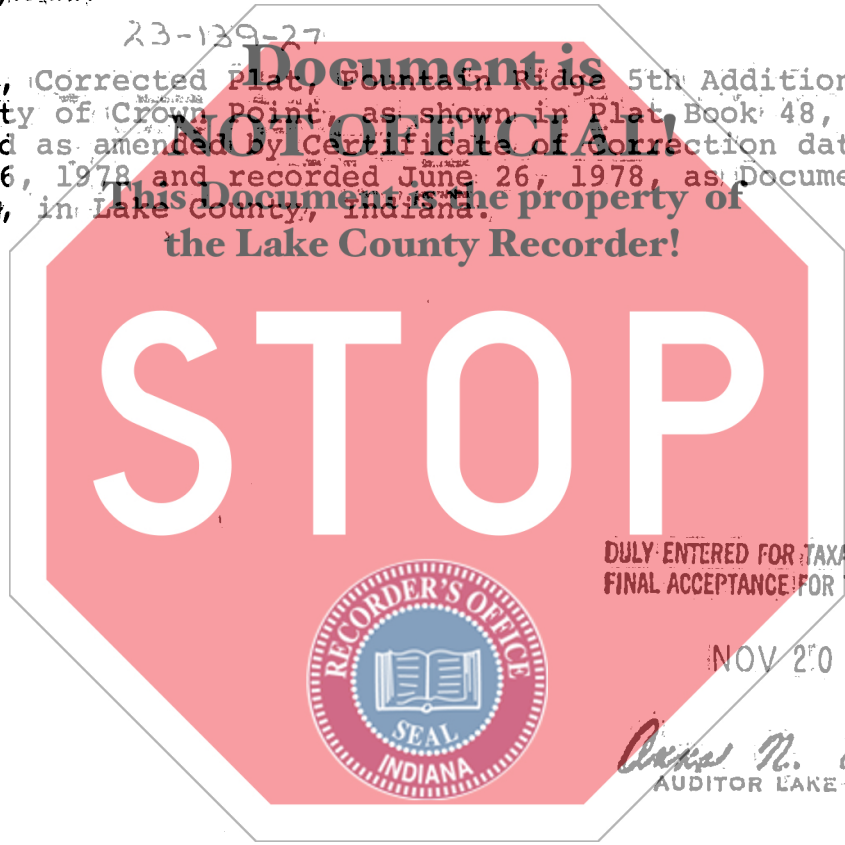 23-139-27
, Corrected Plat, Fountain Ridge 5th Addition
ty of Crown Point, as shown in Plat Book 48,
d as amended by Certificate of Correction dat
6, 1978 and recorded June 26, 1978, as Docume
, in Lake County, Indiana.
Document is
NOT OFFICIAL!
This Document is the property of
the Lake County Recorder!
STOP
DULY ENTERED FOR TAXA
FINAL ACCEPTANCE FOR
NOV 20
RECORDER'S OFFICE
SEAL
INDIANA
N.
AUDITOR LAKE